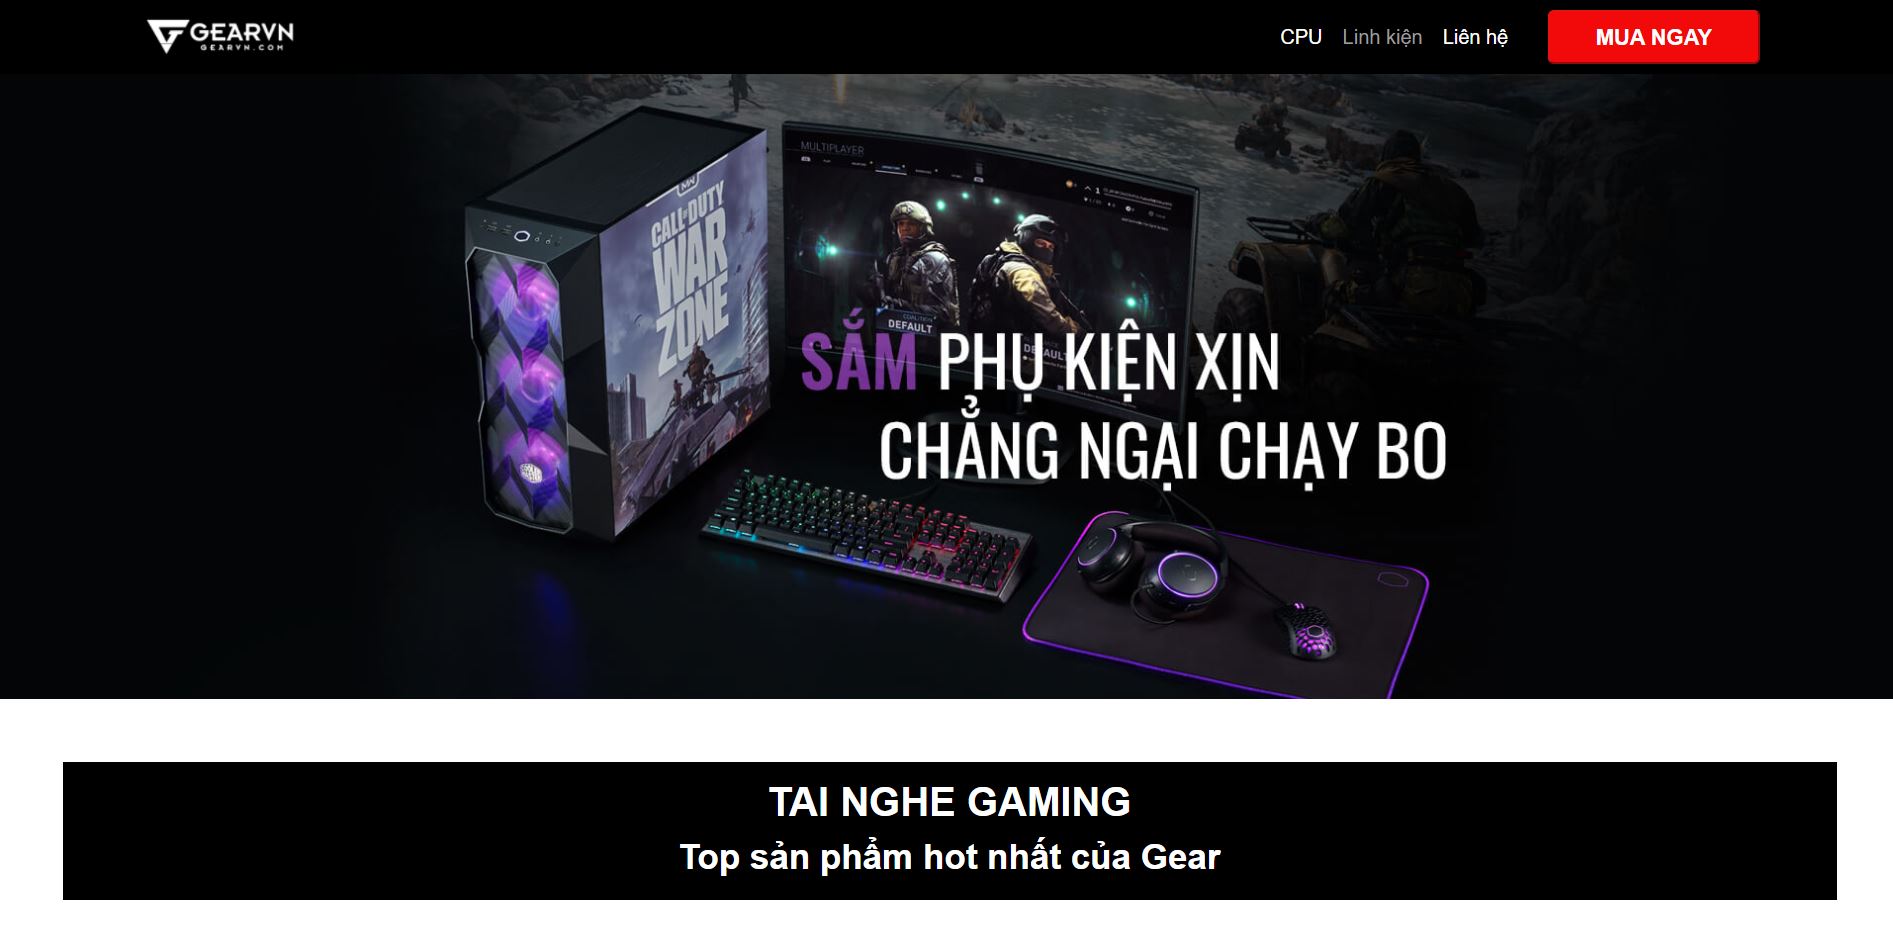 GEARVN
GEARVN.COM
CPU
Linh kiện
Liên hệ
MUA NGAY
MULTIPLAYER
CALL OF DUTY
WAR
ZONE
COALITION
DEFAULT
SẮM PHỤ KIỆN XỊN
CHẲNG NGẠI CHẠY BO
TAI NGHE GAMING
Top sản phẩm hot nhất của Gear